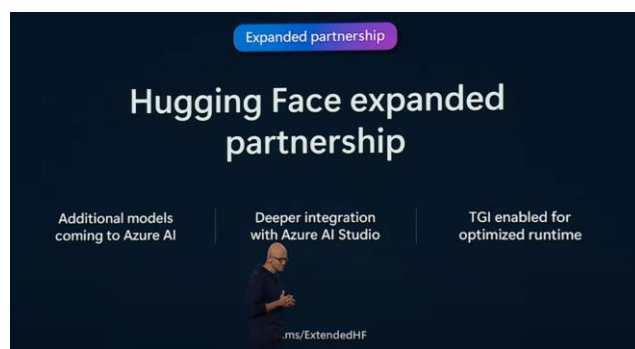 Expanded partnership
Hugging Face expanded
partnership
Additional models
coming to Azure AI
Deeper integration
with Azure AI Studio
TGI enabled for
optimized runtime
.ms/ExtendedHF